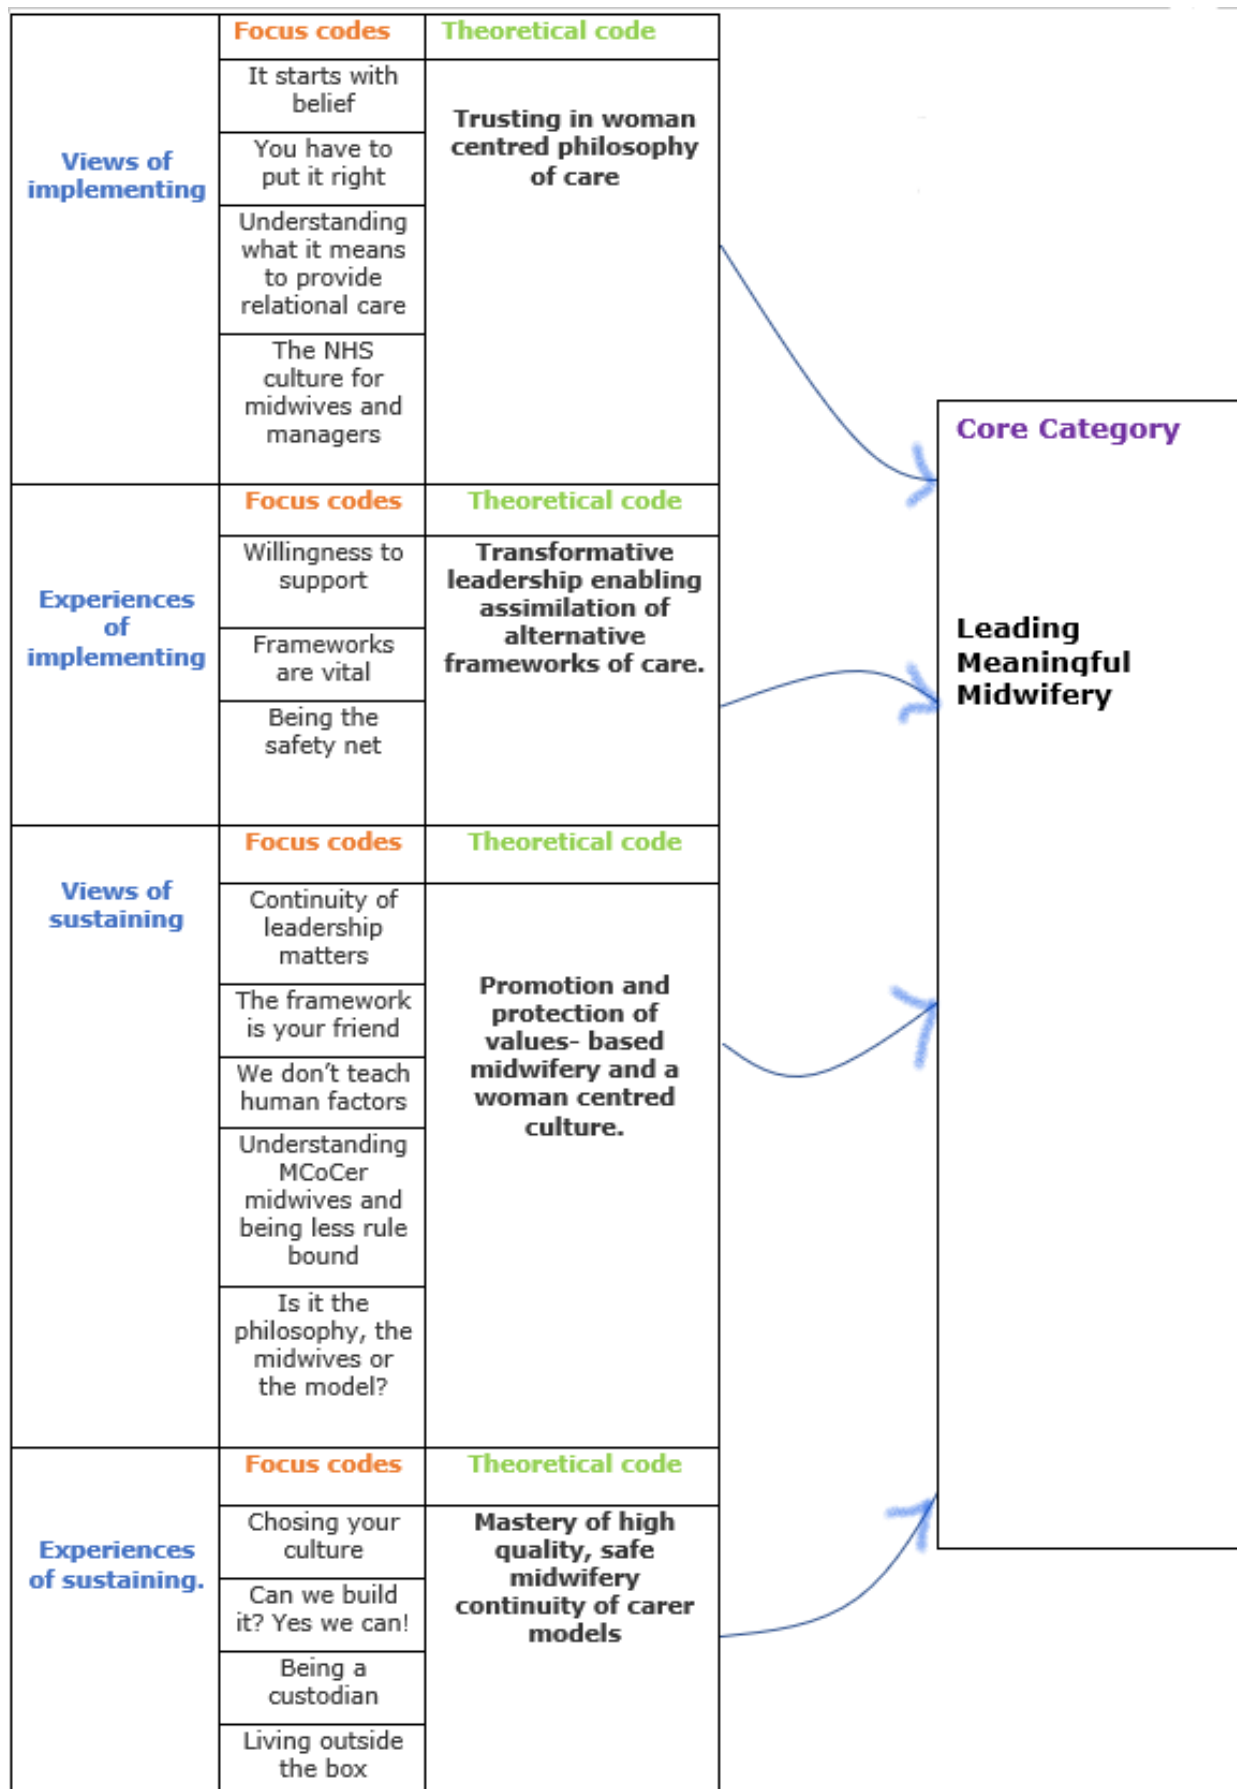 Focus codes
Theoretical code
Views of
implementing
It starts with
belief
You have to
put it right
Understanding
what it means
to provide
relational care
The NHS
culture for
midwives and
managers
Trusting in woman
centred philosophy
of care
Focus codes
Theoretical code
Experiences
of
implementing
Willingness to
support
Frameworks
are vital
Being the
safety net
Transformative
leadership enabling
assimilation of
alternative
frameworks of care.
Focus codes
Theoretical code
Views of
sustaining
Continuity of
leadership
matters
The framework
is your friend
We don’t teach
human factors
Understanding
MCoCer
midwives and
being less rule
bound
Is it the
philosophy, the
midwives or
the model?
Promotion and
protection of
values- based
midwifery and a
woman centred
culture.
Focus codes
Theoretical code
Experiences
of sustaining.
Chosing your
culture
Can we build
it? Yes we can!
Being a
custodian
Living outside
the box
Mastery of high
quality, safe
midwifery
continuity of carer
models
Core Category
Leading
Meaningful
Midwifery